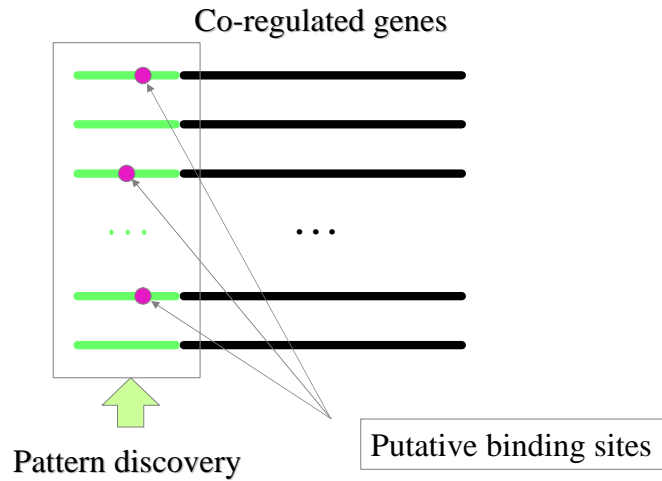 Co-regulated genes
. . .
. . .
Putative binding sites
Pattern discovery